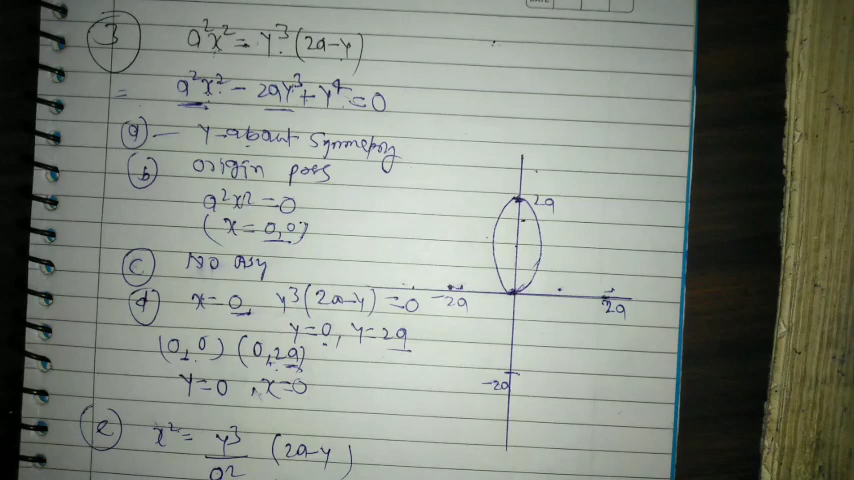 DATE
3 a²x² = y³(2a-y)
= a²x² - 2ay³ + y⁴ = 0
(a) - Y-about Symmetry
(b) origin pass
a²x² = 0
(x = 0,0)
(c) No Asy
(d) x = 0, y³(2a-y) = 0
y = 0, y = 2a
(0,0) (0,2a)
y = 0, x = 0
(e) x² = y³/a² (2a-y)
2a
-2a
2a
-2a